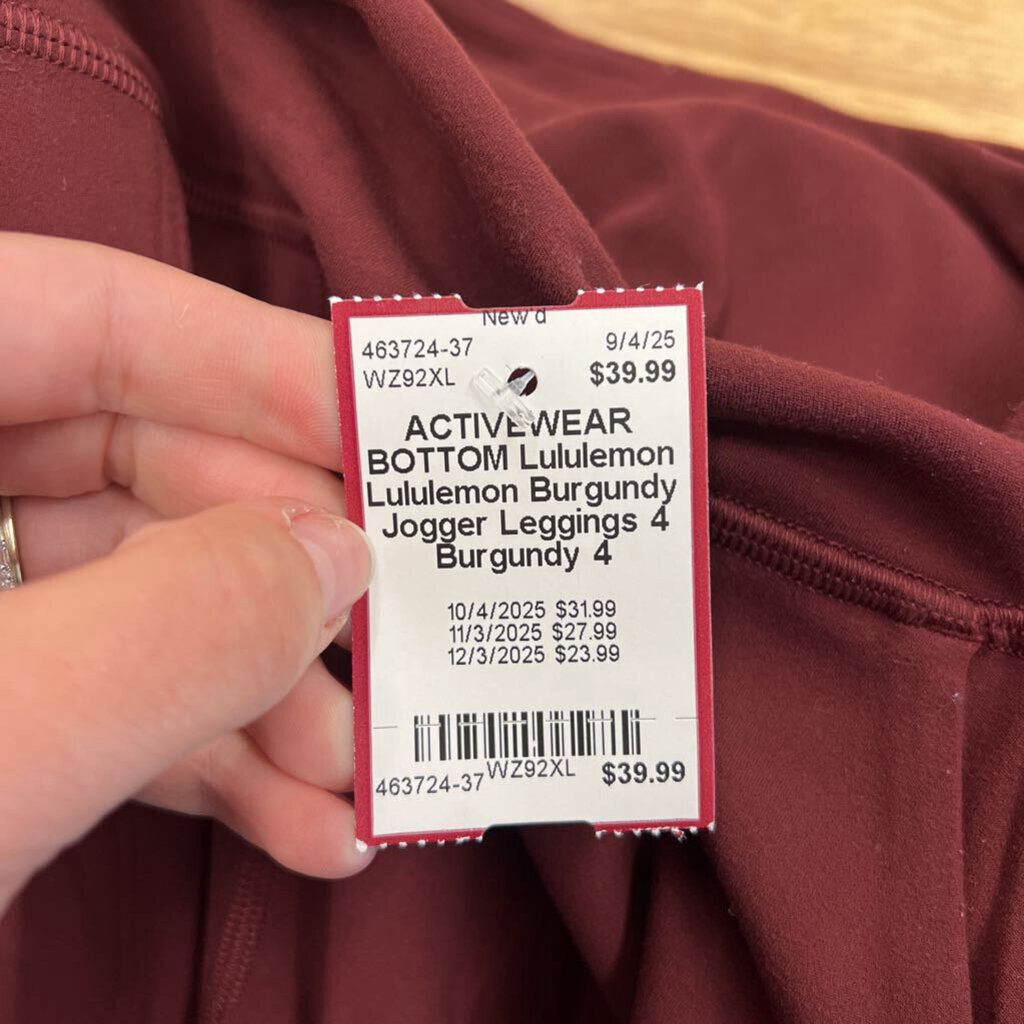 New'd
463724-37 9/4/25
WZ92XL $39.99
ACTIVEWEAR
BOTTOM Lululemon
Lululemon Burgundy
Jogger Leggings 4
Burgundy 4
10/4/2025 $31.99
11/3/2025 $27.99
12/3/2025 $23.99
463724-37 WZ92XL $39.99